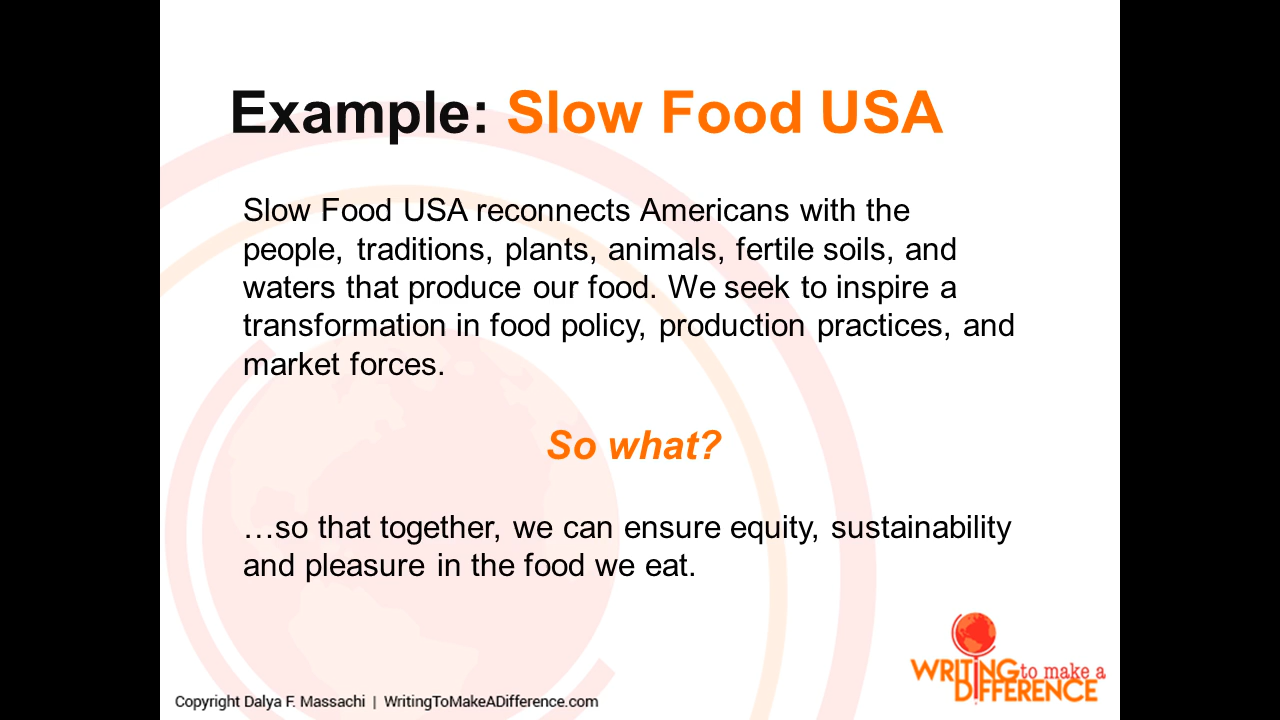 Example: Slow Food USA
Slow Food USA reconnects Americans with the
people, traditions, plants, animals, fertile soils, and
waters that produce our food. We seek to inspire a
transformation in food policy, production practices, and
market forces.
So what?
…so that together, we can ensure equity, sustainability
and pleasure in the food we eat.
WRITING to make a
DIFFERENCE
Copyright Dalya F. Massachi | WritingToMakeADifference.com